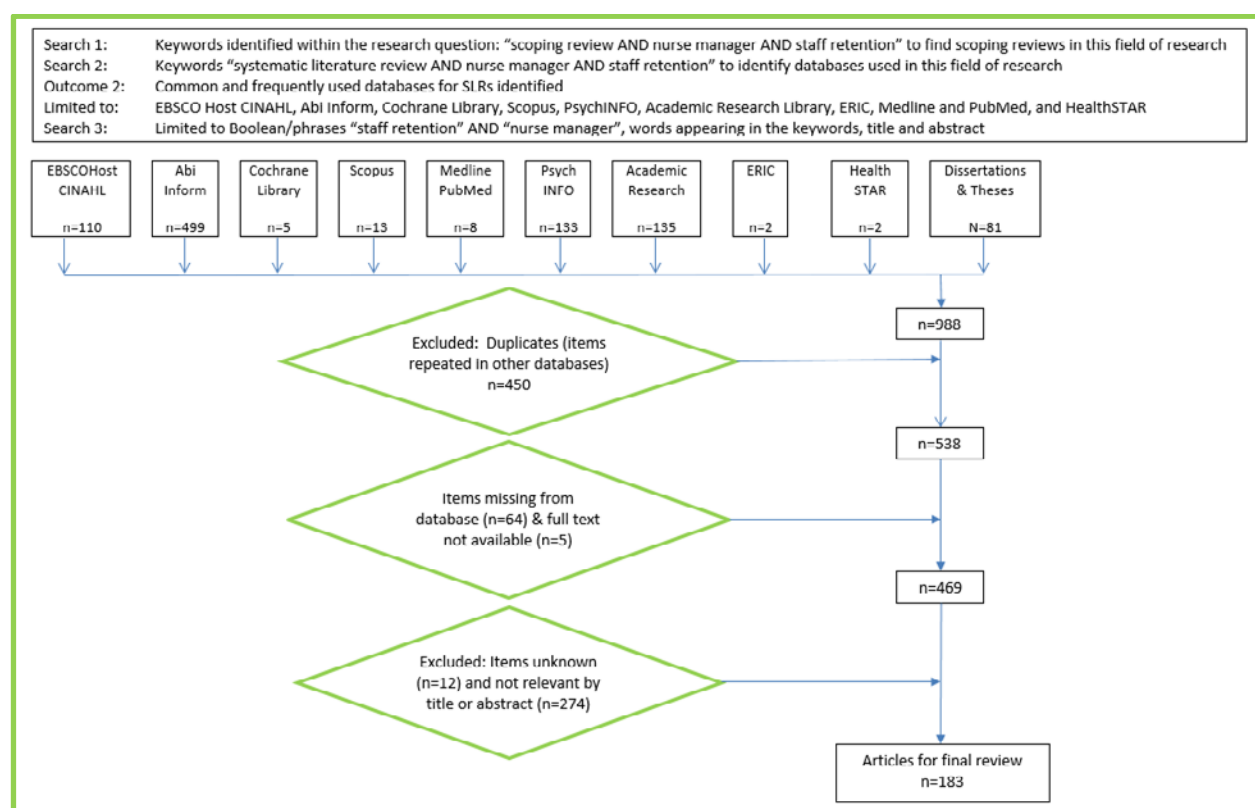 Search 1: Keywords identified within the research question: “scoping review AND nurse manager AND staff retention” to find scoping reviews in this field of research
Search 2: Keywords “systematic literature review AND nurse manager AND staff retention” to identify databases used in this field of research
Outcome 2: Common and frequently used databases for SLRs identified
Limited to: EBSCO Host CINAHL, Abi Inform, Cochrane Library, Scopus, PsychINFO, Academic Research Library, ERIC, Medline and PubMed, and HealthSTAR
Search 3: Limited to Boolean/phrases “staff retention” AND “nurse manager”, words appearing in the keywords, title and abstract
EBSCOHost
CINAHL
n=110
Abi
Inform
n=499
Cochrane
Library
n=5
Scopus
n=13
Medline
PubMed
n=8
Psych
INFO
n=133
Academic
Research
n=135
ERIC
n=2
Health
STAR
n=2
Dissertations
& Theses
N=81
n=988
Excluded: Duplicates (items
repeated in other databases)
n=450
n=538
Items missing from
database (n=64) & full text
not available (n=5)
n=469
Excluded: Items unknown
(n=12) and not relevant by
title or abstract (n=274)
Articles for final review
n=183